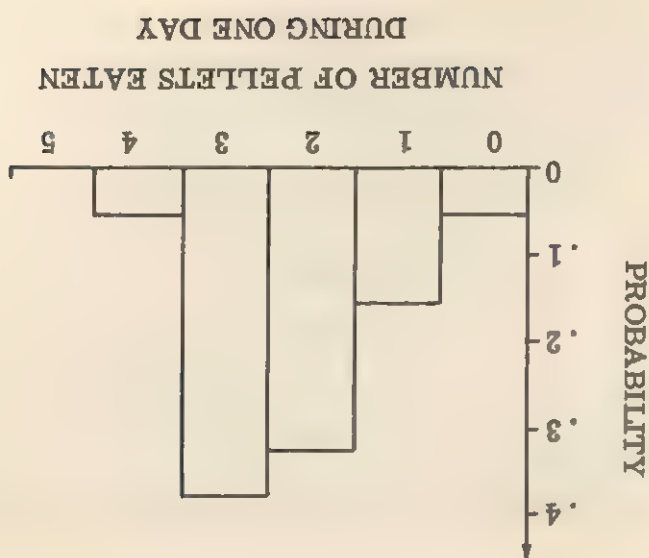 PROBABILITY
.4
.3
.2
.1
0
0 1 2 3 4 5
NUMBER OF PELLETS EATEN
DURING ONE DAY